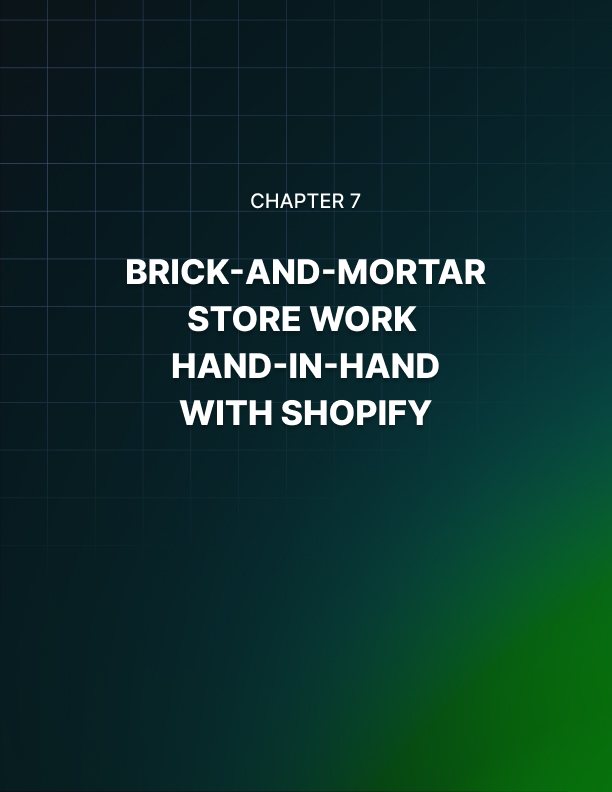 CHAPTER 7
BRICK-AND-MORTAR
STORE WORK
HAND-IN-HAND
WITH SHOPIFY